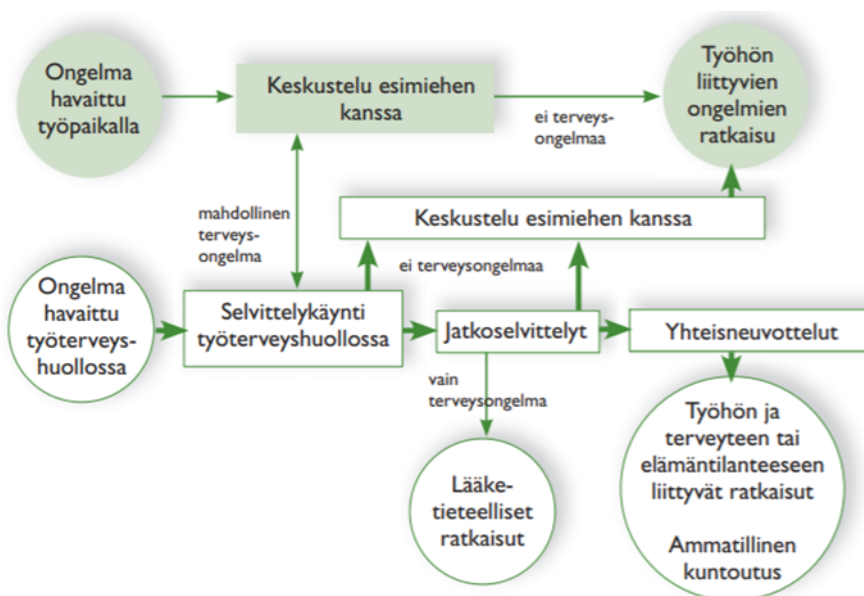 Ongelma
havaittu
työpaikalla
Keskustelu esimiehen
kanssa
ei terveys-
ongelmaa
Työhön
liittyvien
ongelmien
ratkaisu
mahdollinen
terveys-
ongelma
Keskustelu esimiehen kanssa
ei terveysongelmaa
Ongelma
havaittu
työterveys-
huollossa
Selvittelykäynti
työterveyshuollossa
Jatkoselvittelyt
Yhteisneuvottelut
vain
terveysongelma
Lääke-
tieteelliset
ratkaisut
Työhön ja
terveyteen tai
elämäntilanteeseen
liittyvät ratkaisut
Ammatillinen
kuntoutus